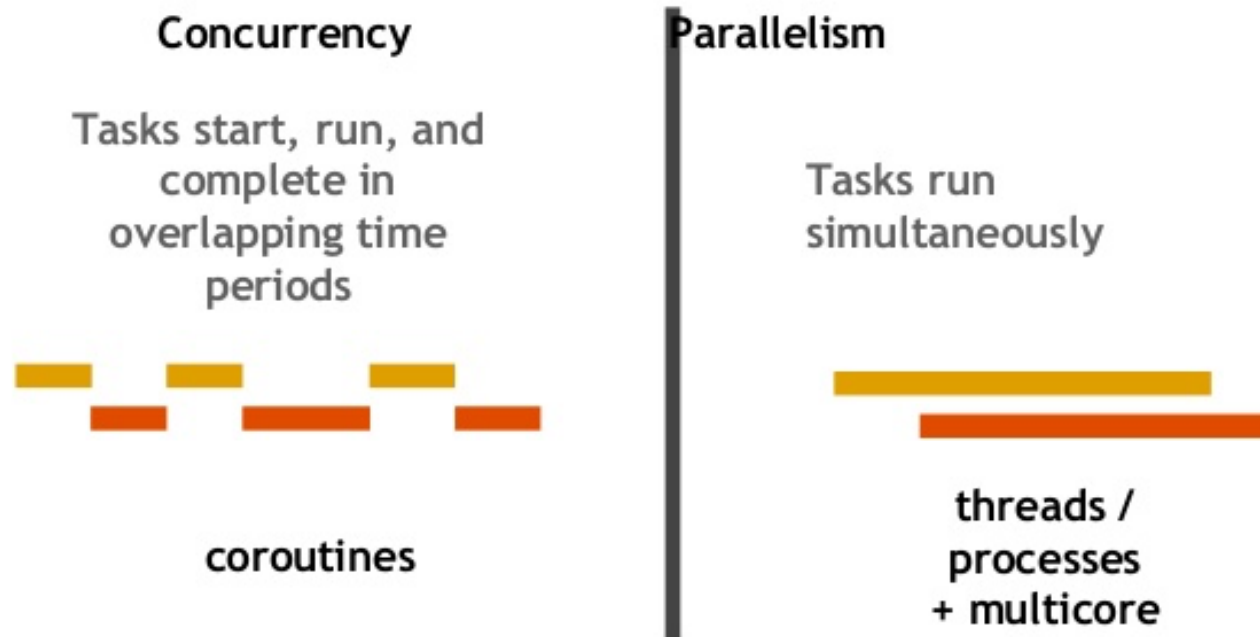 Concurrency
Tasks start, run, and
complete in
overlapping time
periods
coroutines
Parallelism
Tasks run
simultaneously
threads /
processes
+ multicore